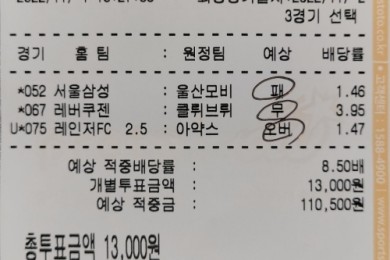 3경기 선택
경기 홈 팀 : 원정팀 예상 배당률
*052 서울삼성 : 울산모비 패 1.46
*067 레버쿠젠 : 클뤼브뤼 무 3.95
U*075 레인저FC 2.5 : 아약스 오버 1.47
예상 적중배당률 : 8.50배
개별투표금액 : 13,000원
예상 적중금 : 110,500원
총투표금액 13,000원